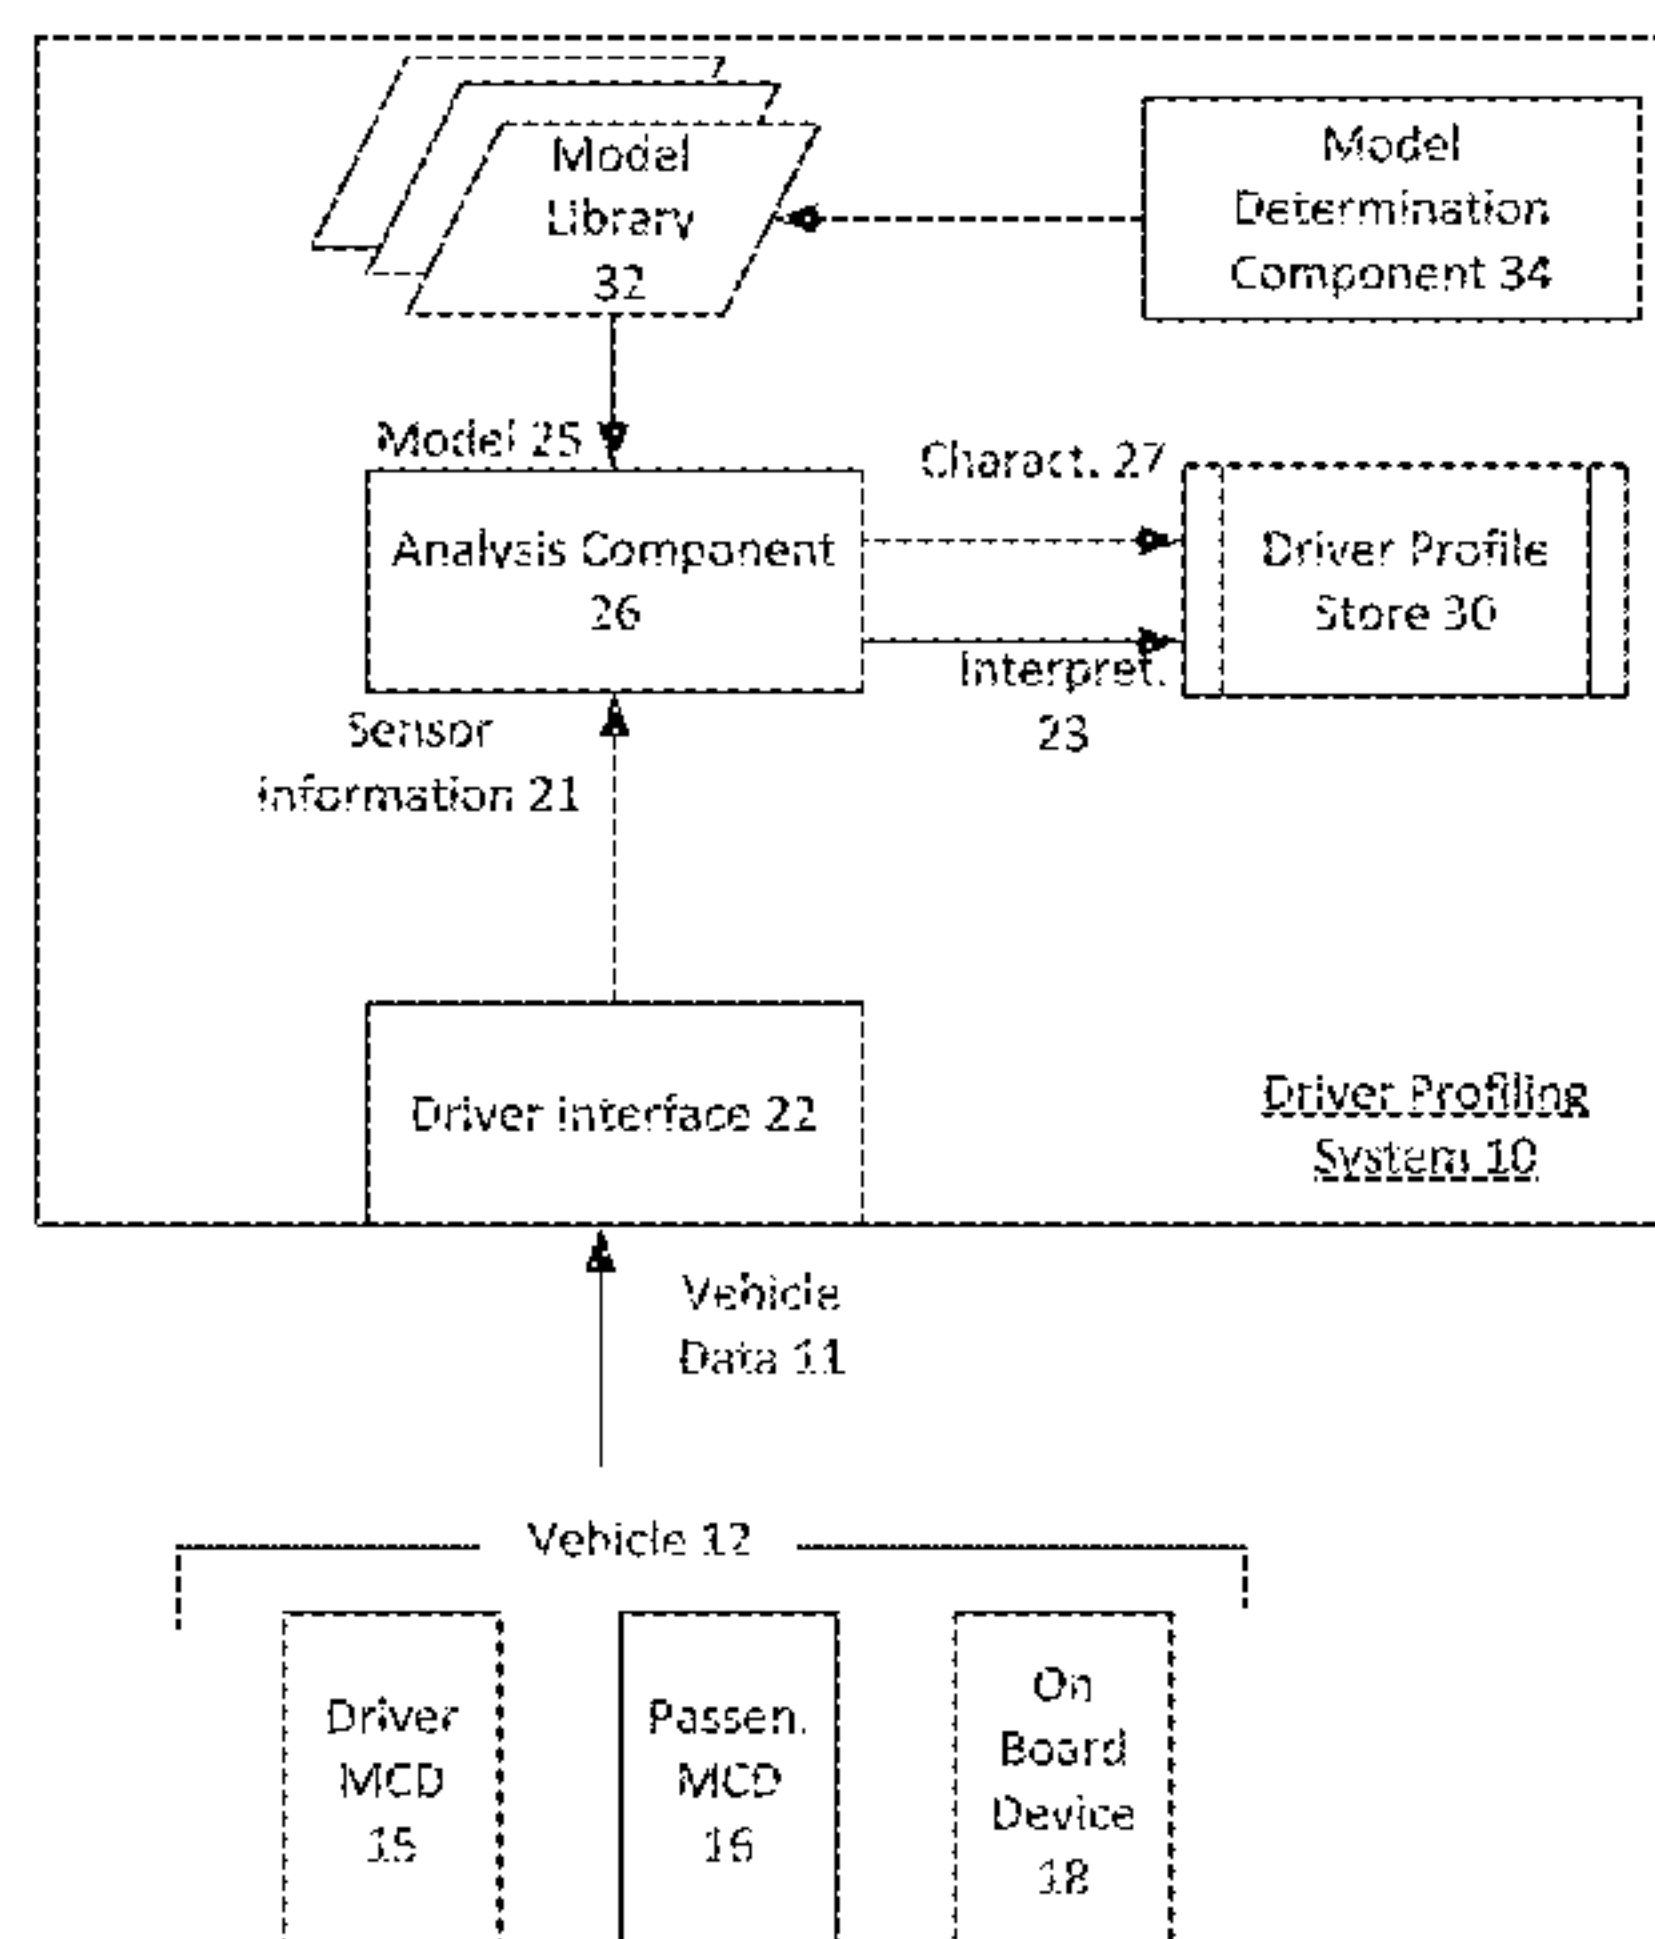 Model
Library
32
Model
Determination
Component 34
Model 25
Charact. 27
Analysis Component
26
Driver Profile
Store 30
Interpret.
23
Sensor
information 21
Driver interface 22
Driver Profiling
System 10
Vehicle
Data 11
Vehicle 12
Driver
MCD
15
Passen.
MCD
16
On
Board
Device
18